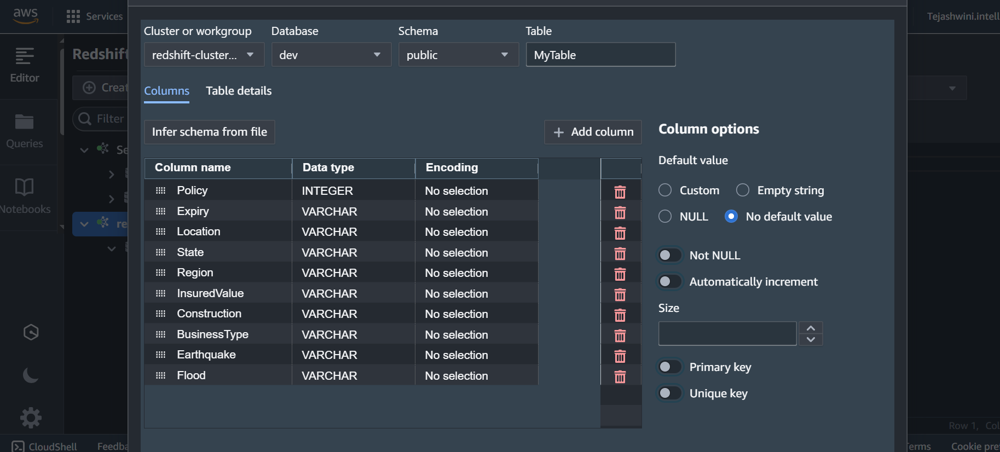 aws
Services
Tejashwini.intell
Editor
Queries
Notebooks
Redshift
Creat
Filter
Se
re
Cluster or workgroup Database Schema Table
redshift-cluster... dev public MyTable
Columns Table details
Infer schema from file
+ Add column
Column name Data type Encoding
Policy INTEGER No selection
Expiry VARCHAR No selection
Location VARCHAR No selection
State VARCHAR No selection
Region VARCHAR No selection
InsuredValue VARCHAR No selection
Construction VARCHAR No selection
BusinessType VARCHAR No selection
Earthquake VARCHAR No selection
Flood VARCHAR No selection
Column options
Default value
Custom Empty string
NULL No default value
Not NULL
Automatically increment
Size
Primary key
Unique key
Row 1, Col
CloudShell Feedba
Terms Cookie pre